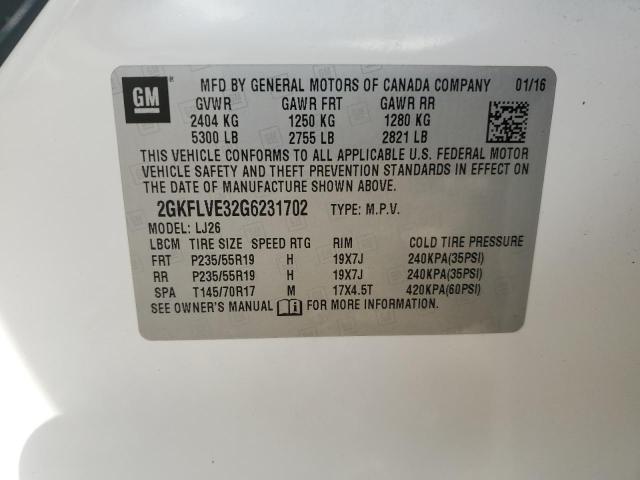 GM
MFD BY GENERAL MOTORS OF CANADA COMPANY 01/16
GVWR GAWR FRT GAWR RR
2404 KG 1250 KG 1280 KG
5300 LB 2755 LB 2821 LB
THIS VEHICLE CONFORMS TO ALL APPLICABLE U.S. FEDERAL MOTOR
VEHICLE SAFETY AND THEFT PREVENTION STANDARDS IN EFFECT ON
THE DATE OF MANUFACTURE SHOWN ABOVE.
2GKFLVE32G6231702 TYPE: M.P.V.
MODEL: LJ26
LBCM TIRE SIZE SPEED RTG RIM COLD TIRE PRESSURE
FRT P235/55R19 H 19X7J 240KPA(35PSI)
RR P235/55R19 H 19X7J 240KPA(35PSI)
SPA T145/70R17 M 17X4.5T 420KPA(60PSI)
SEE OWNER'S MANUAL i FOR MORE INFORMATION.